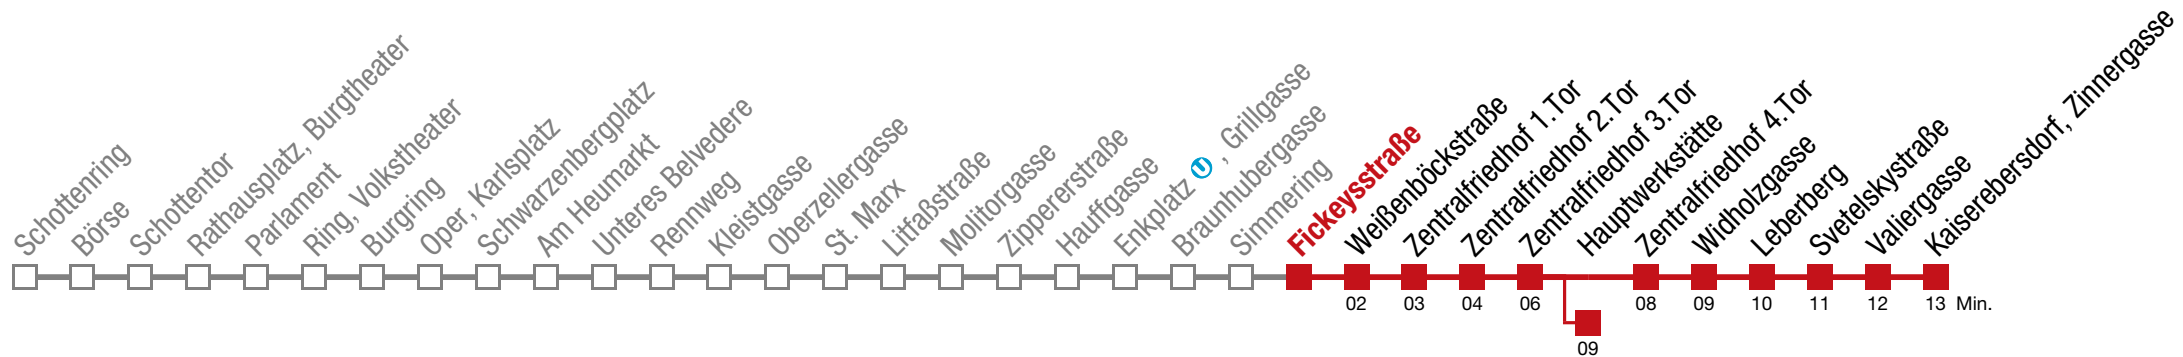 Schottenring
Börse
Schottentor
Rathausplatz, Burgtheater
Parlament
Ring, Volkstheater
Burgring
Oper, Karlsplatz
Schwarzenbergplatz
Am Heumarkt
Unteres Belvedere
Rennweg
Kleistgasse
Oberzellergasse
St. Marx
Litfaßstraße
Molitorgasse
Zippererstraße
Hauffgasse
Enkplatz U, Grillgasse
Braunhubergasse
Simmering
Fickeysstraße
Weißenböckstraße
Zentralfriedhof 1.Tor
Zentralfriedhof 2.Tor
Zentralfriedhof 3.Tor
Hauptwerkstätte
Zentralfriedhof 4.Tor
Widholzgasse
Leberberg
Svetelskystraße
Valiergasse
Kaiserebersdorf, Zinnergasse
02 03 04 06 08 09 10 11 12 13 Min.
09